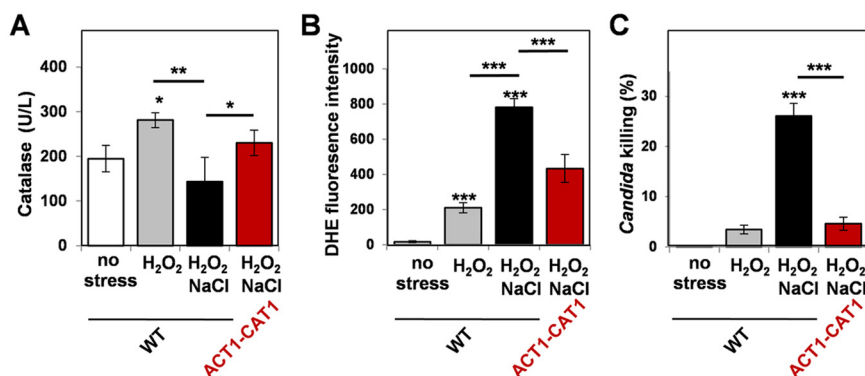 A
Catalase (U/L)
400
300
200
100
0
**
*
*
no stress
H₂O₂
H₂O₂ NaCl
H₂O₂ NaCl
WT
ACT1-CAT1
B
DHE fluoresence intensity
1000
800
600
400
200
0
***
***
***
***
no stress
H₂O₂
H₂O₂ NaCl
H₂O₂ NaCl
WT
ACT1-CAT1
C
Candida killing (%)
30
20
10
0
***
***
no stress
H₂O₂
H₂O₂ NaCl
H₂O₂ NaCl
WT
ACT1-CAT1